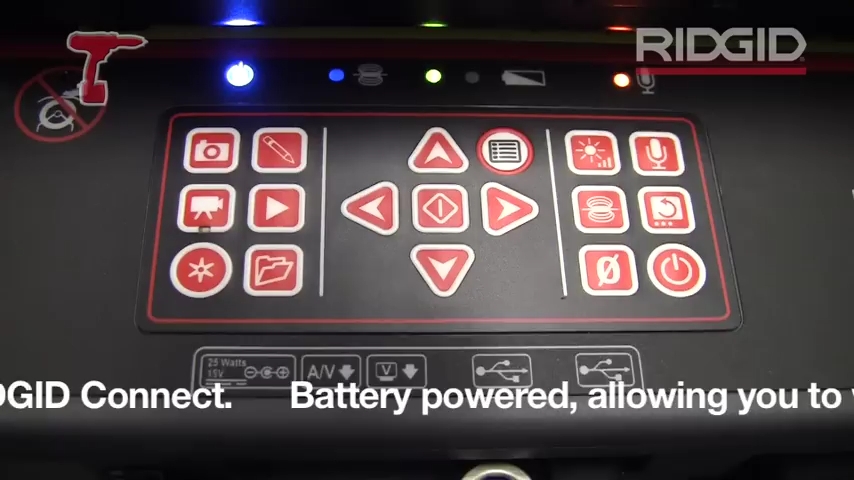 RIDGID
25 Watts
15V
A/V
V
DGID Connect. Battery powered, allowing you to